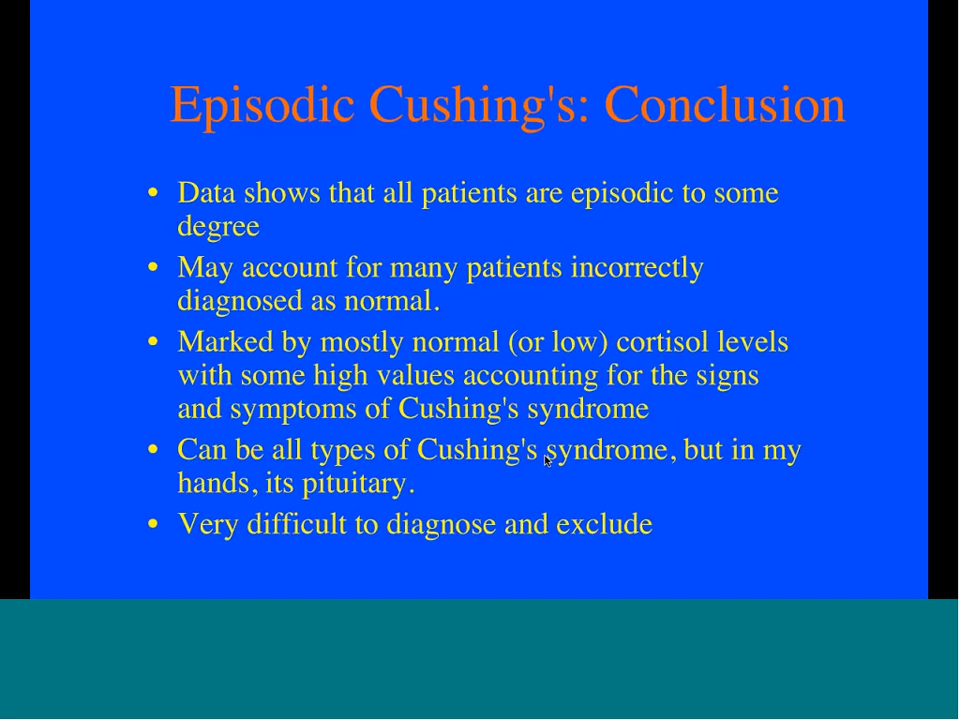 Episodic Cushing's: Conclusion
• Data shows that all patients are episodic to some
degree
• May account for many patients incorrectly
diagnosed as normal.
• Marked by mostly normal (or low) cortisol levels
with some high values accounting for the signs
and symptoms of Cushing's syndrome
• Can be all types of Cushing's syndrome, but in my
hands, its pituitary.
• Very difficult to diagnose and exclude